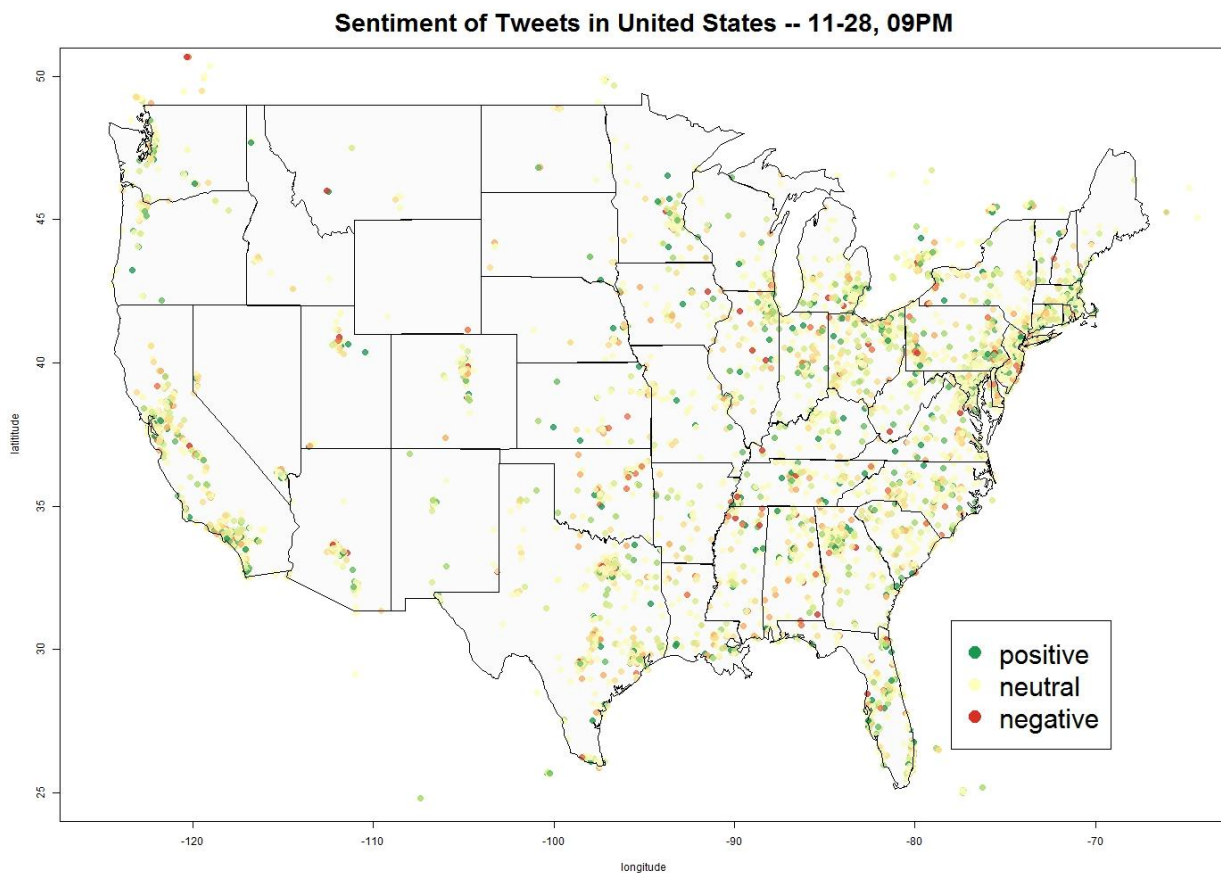 Sentiment of Tweets in United States -- 11-28, 09PM
50
45
40
35
30
25
latitude
-120
-110
-100
-90
-80
-70
longitude
positive
neutral
negative